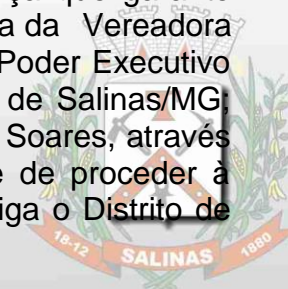 a da Vereadora
Poder Executivo
de Salinas/MG;
Soares, através
e de proceder à
iga o Distrito de
18-12 SALINAS 1880